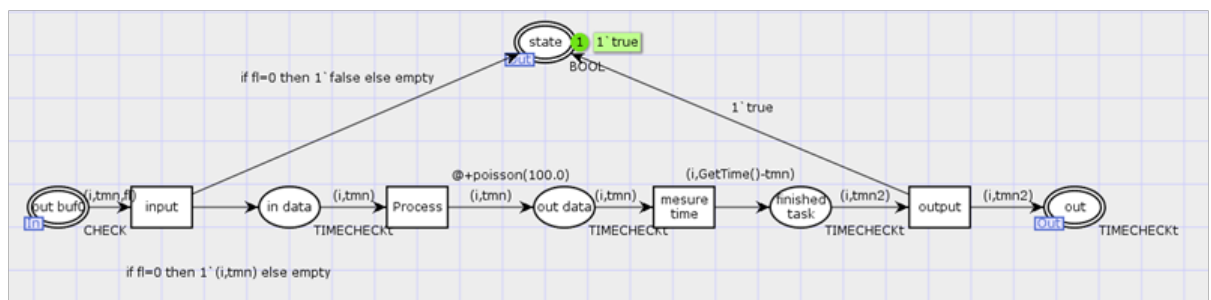 state
1
1`true
Out
BOOL
if fl=0 then 1`false else empty
1`true
@+poisson(100.0)
(i,GetTime()-tmn)
out buf0
(i,tmn,fl)
input
in data
(i,tmn)
Process
(i,tmn)
out data
(i,tmn)
mesure
time
finished
task
(i,tmn2)
output
(i,tmn2)
out
In
CHECK
TIMECHECKt
TIMECHECKt
TIMECHECKt
Out
TIMECHECKt
if fl=0 then 1`(i,tmn) else empty